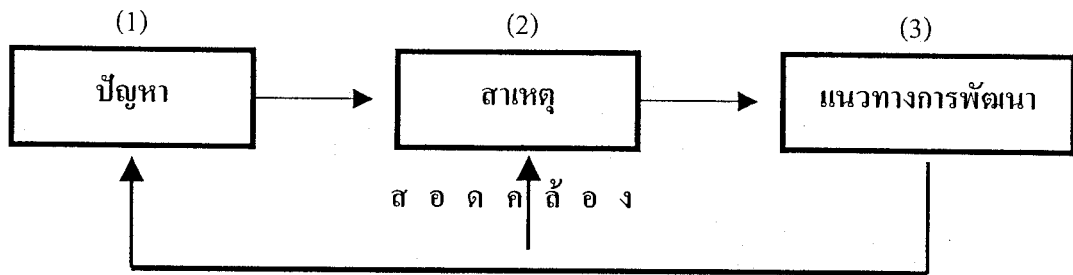 (1) (2) (3)
ปัญหา สาเหตุ แนวทางการพัฒนา
ส อ ด ค ล้ อ ง